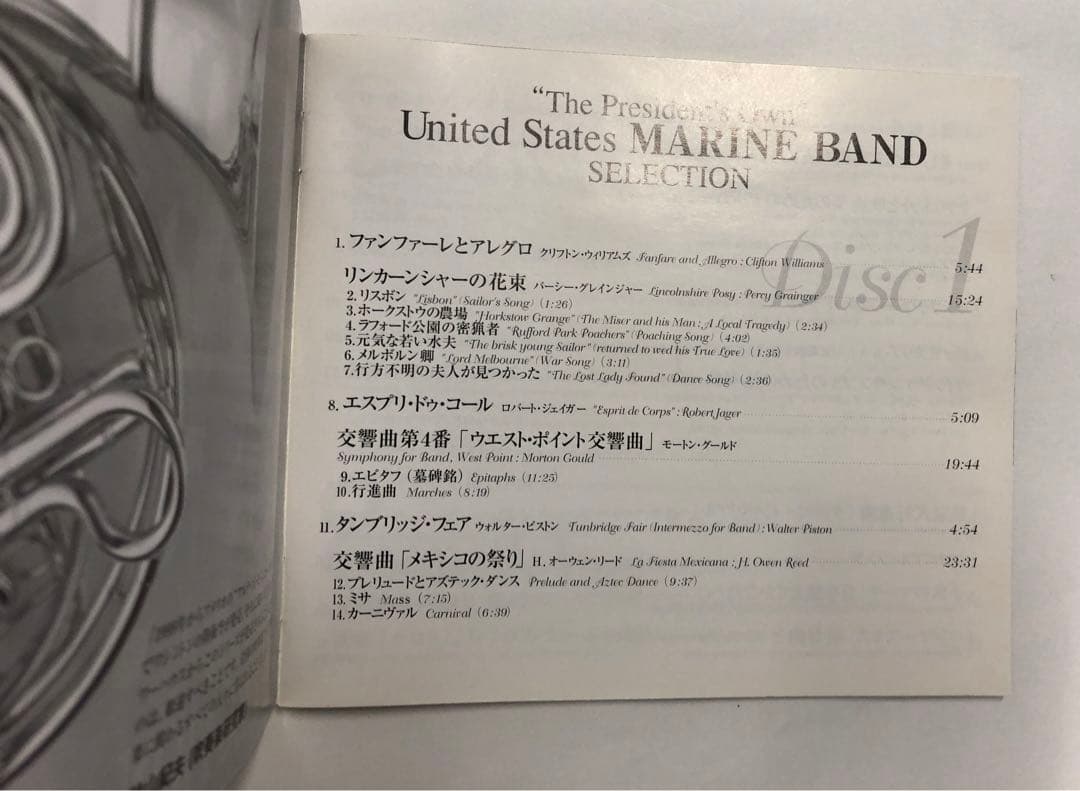 “The President's Own”
United States MARINE BAND
SELECTION
Disc 1
1. ファンファーレとアレグロ クリフトン・ウィリアムズ Fanfare and Allegro : Clifton Williams 5:44
リンカーンシャーの花束 パーシー・グレインジャー Lincolnshire Posy : Percy Grainger 15:24
2. リスボン "Lisbon" (Sailor's Song) (1:26)
3. ホークストウの農場 "Horkstow Grange" (The Miser and his Man : A Local Tragedy) (2:34)
4. ラフォード公園の密猟者 "Rufford Park Poachers" (Poaching Song) (4:02)
5. 元気な若い水夫 "The brisk young Sailor" (returned to wed his True Love) (1:35)
6. メルボルン卿 "Lord Melbourne" (War Song) (3:11)
7. 行方不明の夫人が見つかった "The Lost Lady Found" (Dance Song) (2:36)
8. エスプリ・ドゥ・コール ロバート・ジェイガー "Esprit de Corps" : Robert Jager 5:09
交響曲第4番「ウエスト・ポイント交響曲」 モートン・グールド
Symphony for Band, West Point : Morton Gould 19:44
9. エピタフ（墓碑銘） Epitaphs (11:25)
10. 行進曲 Marches (8:19)
11. タンブリッジ・フェア ウォルター・ピストン Tunbridge Fair (Intermezzo for Band) : Walter Piston 4:54
交響曲「メキシコの祭り」 H. オーウェン・リード La Fiesta Mexicana : H. Owen Reed 23:31
12. プレリュードとアズテック・ダンス Prelude and Aztec Dance (9:37)
13. ミサ Mass (7:15)
14. カーニヴァル Carnival (6:39)